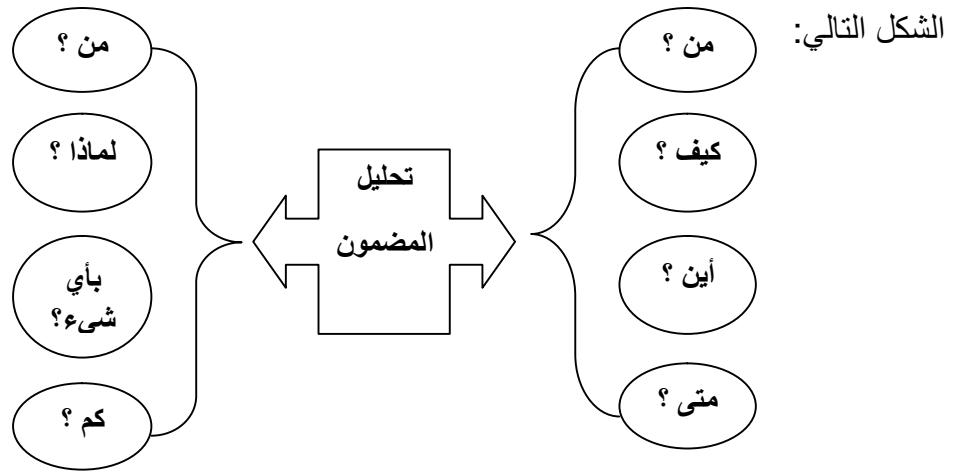 الشكل التالي:
من ؟
كيف ؟
أين ؟
متى ؟
تحليل
المضمون
من ؟
لماذا ؟
بأي
شيء؟
كم ؟